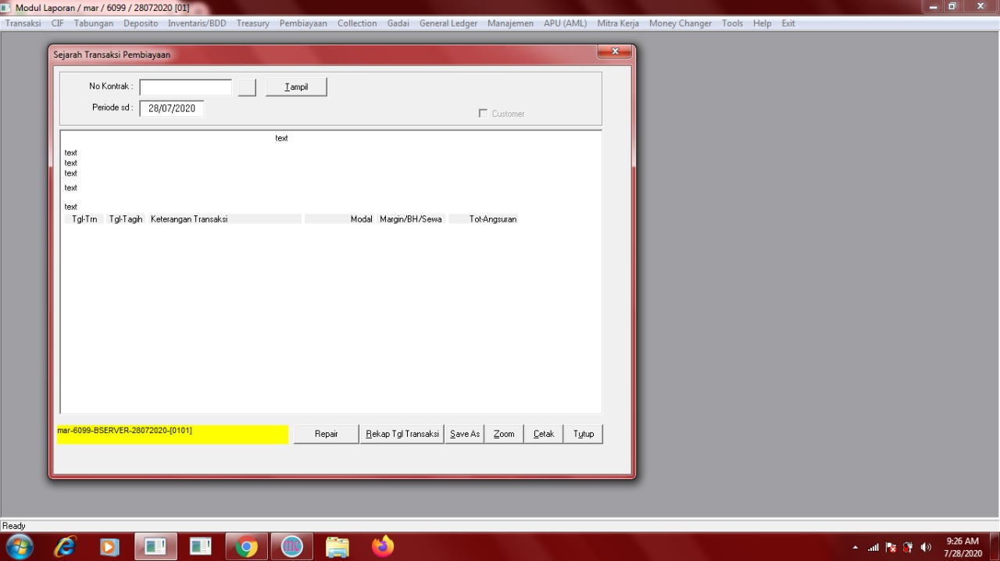 Modul Laporan / mar / 6099 / 28072020 [01]
Transaksi CIF Tabungan Deposito Inventaris/BDD Treasury Pembiayaan Collection Gadai General Ledger Manajemen APU (AML) Mitra Kerja Money Changer Tools Help Exit
Sejarah Transaksi Pembiayaan
No Kontrak : Tampil
Periode sd : 28/07/2020
Customer
text
text
text
text
text
text
Tgl-Trn Tgl-Tagih Keterangan Transaksi Modal Margin/BH/Sewa Tot-Angsuran
mar-6099-BSERVER-28072020-[0101]
Repair Rekap Tgl Transaksi Save As Zoom Cetak Tutup
Ready
9:26 AM
7/28/2020